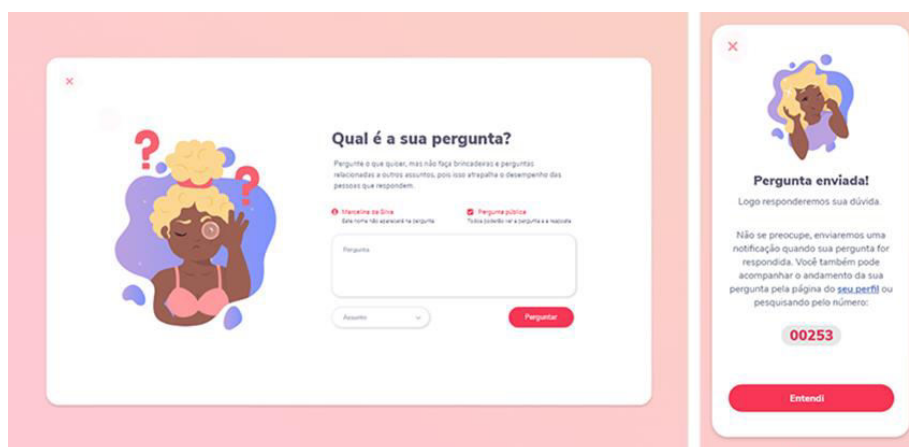 Qual é a sua pergunta?
Pergunte o que quiser, mas não faça brincadeiras e perguntas
relacionadas a outros assuntos, pois isso atrapalha o desempenho das
pessoas que respondem.
Marcelina da Silva
Este nome não aparecerá na pergunta
Pergunta pública
Todos poderão ver a pergunta e a resposta
Pergunta
Assunto
Perguntar
Pergunta enviada!
Logo responderemos sua dúvida.
Não se preocupe, enviaremos uma
notificação quando sua pergunta for
respondida. Você também pode
acompanhar o andamento da sua
pergunta pela página do seu perfil ou
pesquisando pelo número:
00253
Entendi